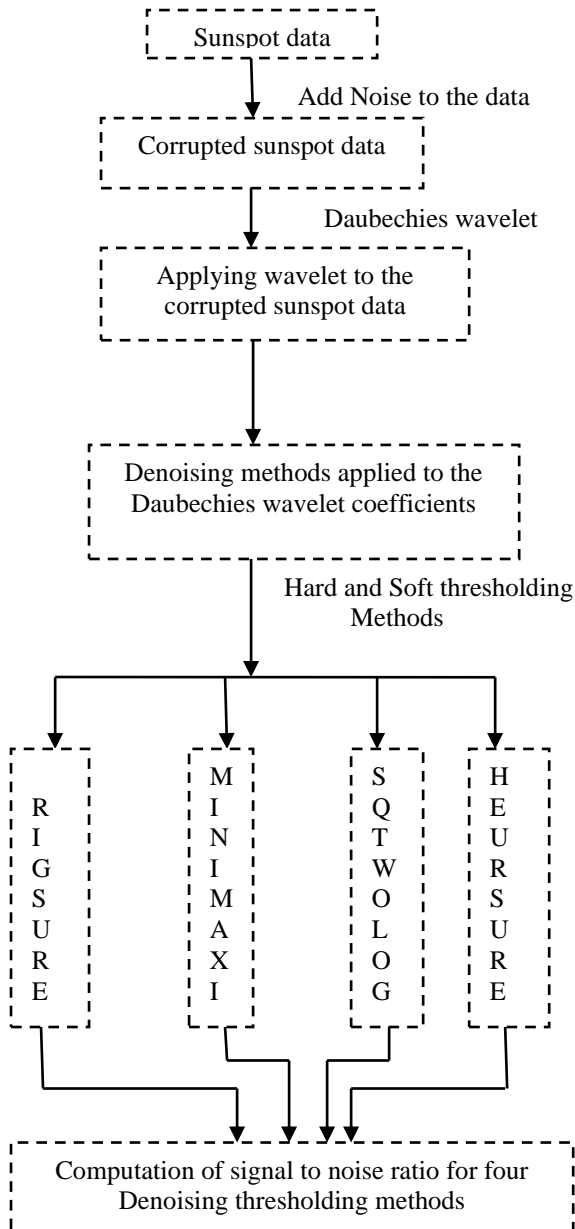 Sunspot data
Add Noise to the data
Corrupted sunspot data
Daubechies wavelet
Applying wavelet to the
corrupted sunspot data
Denoising methods applied to the
Daubechies wavelet coefficients
Hard and Soft thresholding
Methods
RIGSURE
MINIMAXI
SQTWOLOG
HEURSURE
Computation of signal to noise ratio for four
Denoising thresholding methods